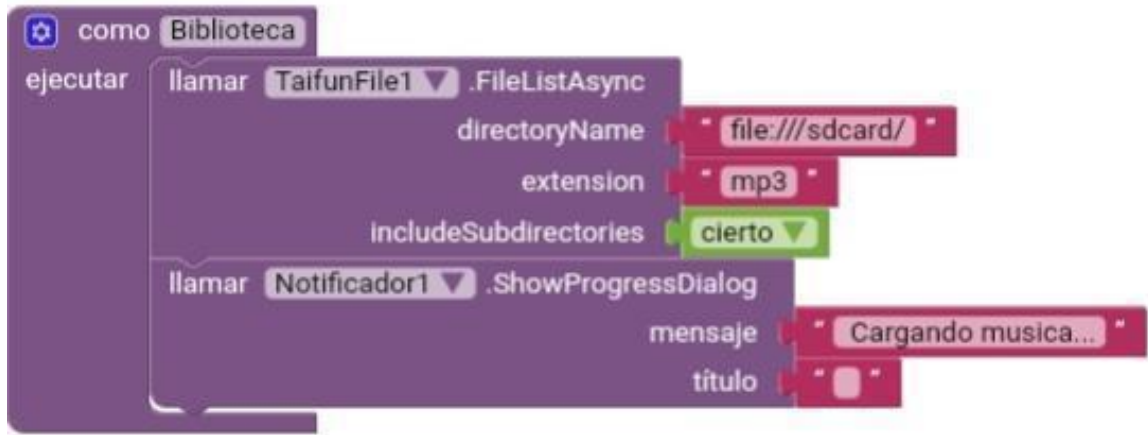 como Biblioteca
ejecutar llamar TaifunFile1 .FileListAsync
directoryName " file:///sdcard/ "
extension " mp3 "
includeSubdirectories cierto
llamar Notificador1 .ShowProgressDialog
mensaje " Cargando musica... "
título " "